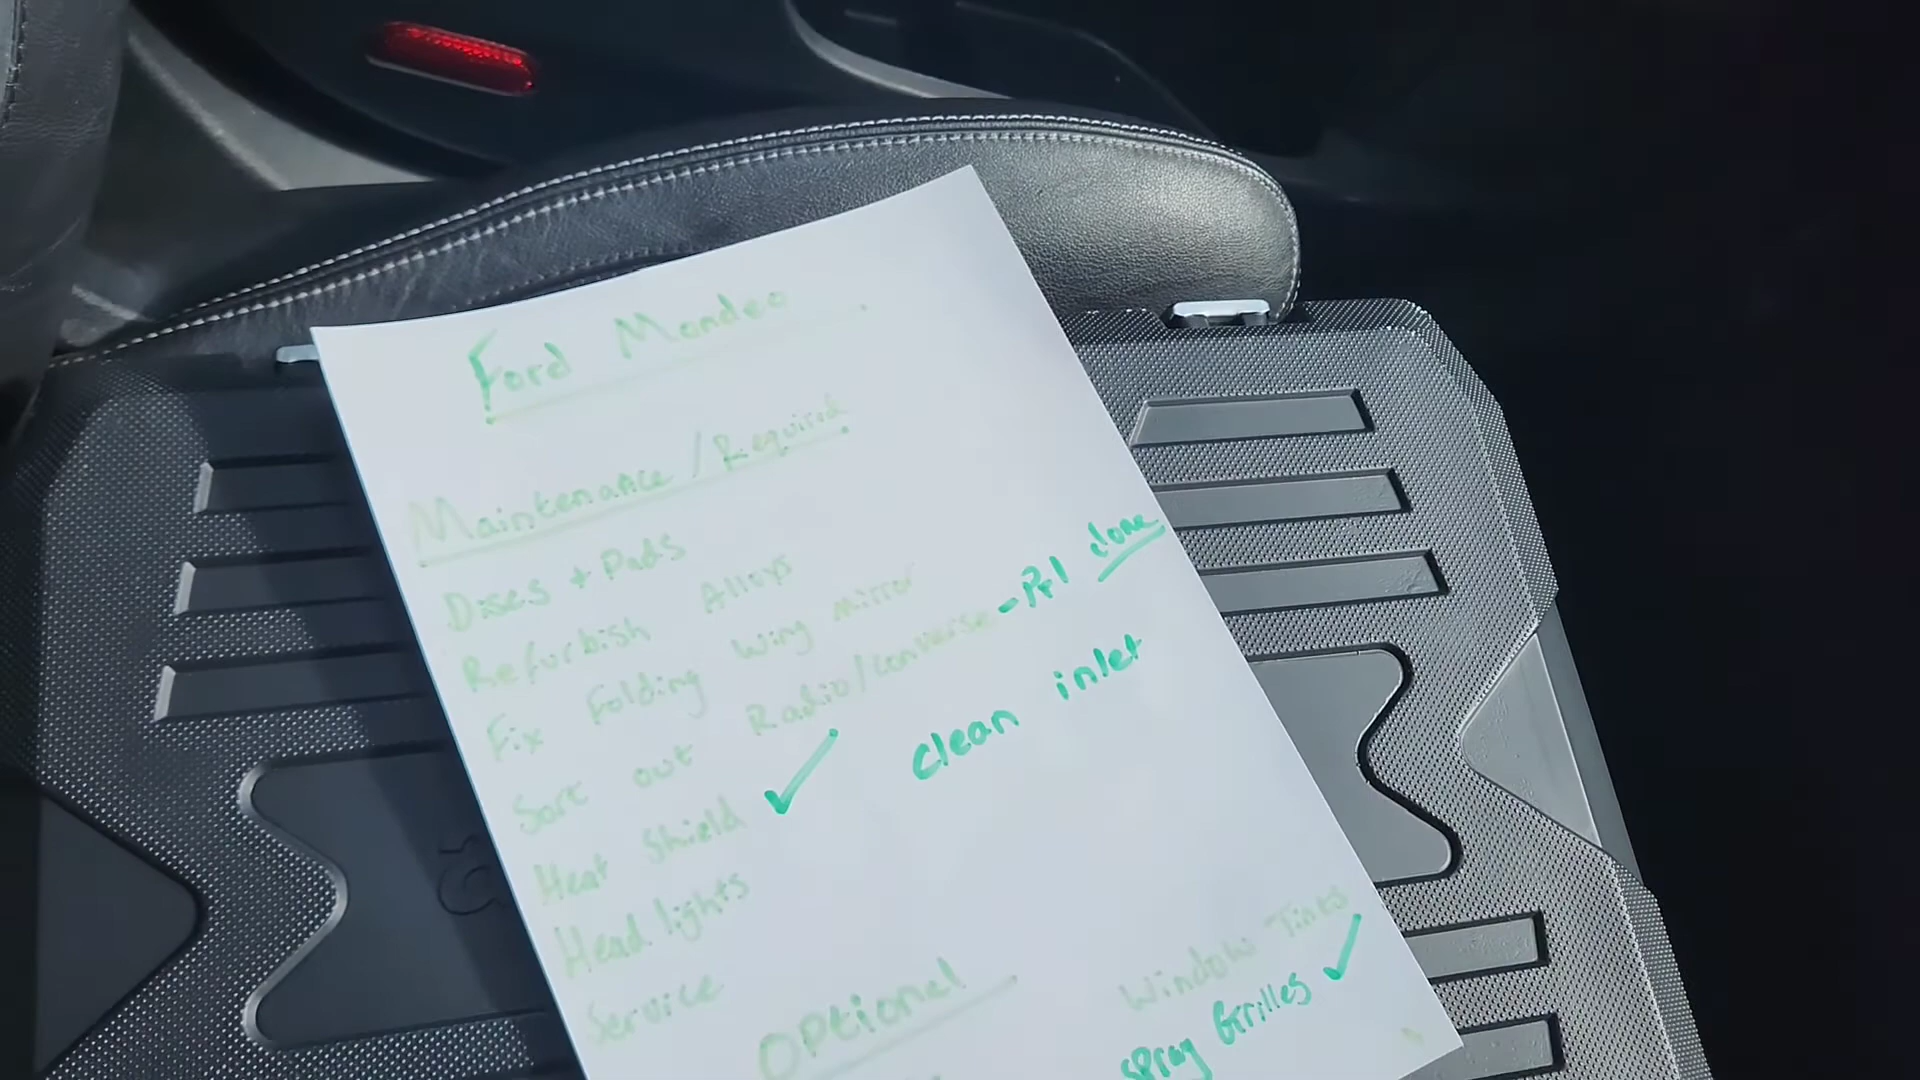 Ford Mondeo
Maintenance / Required
Discs + Pads
Refurbish Alloys
Fix Folding Wing mirror
Sort out Radio/converse - Pt1 done
Heat Shield ✓
clean inlet
Head lights
Service
Optional
Window Tints
Spray Grilles ✓